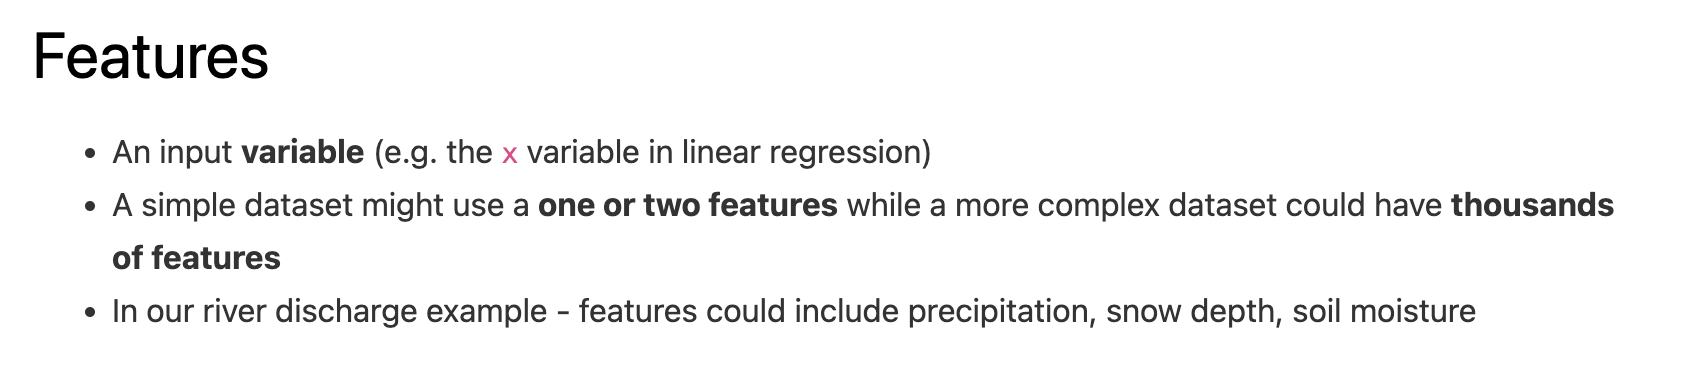 Features
• An input variable (e.g. the x variable in linear regression)
• A simple dataset might use a one or two features while a more complex dataset could have thousands
of features
• In our river discharge example - features could include precipitation, snow depth, soil moisture